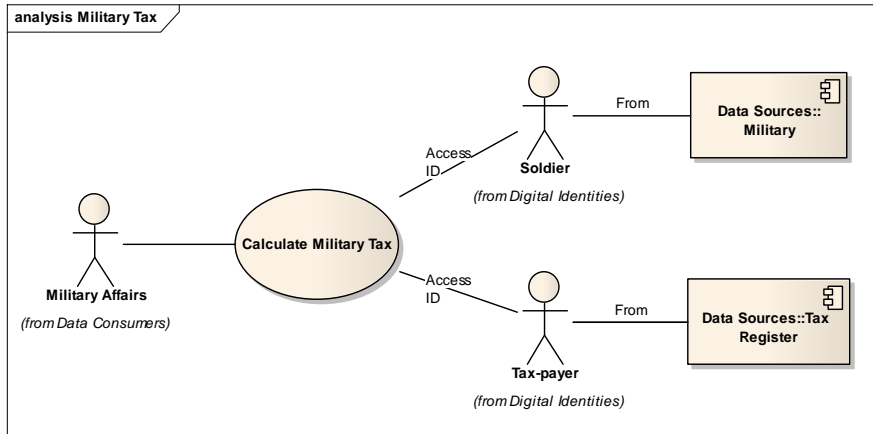 analysis Military Tax
Military Affairs
(from Data Consumers)
Calculate Military Tax
Access
ID
Soldier
(from Digital Identities)
From
Data Sources::
Military
Access
ID
Tax-payer
(from Digital Identities)
From
Data Sources::Tax
Register